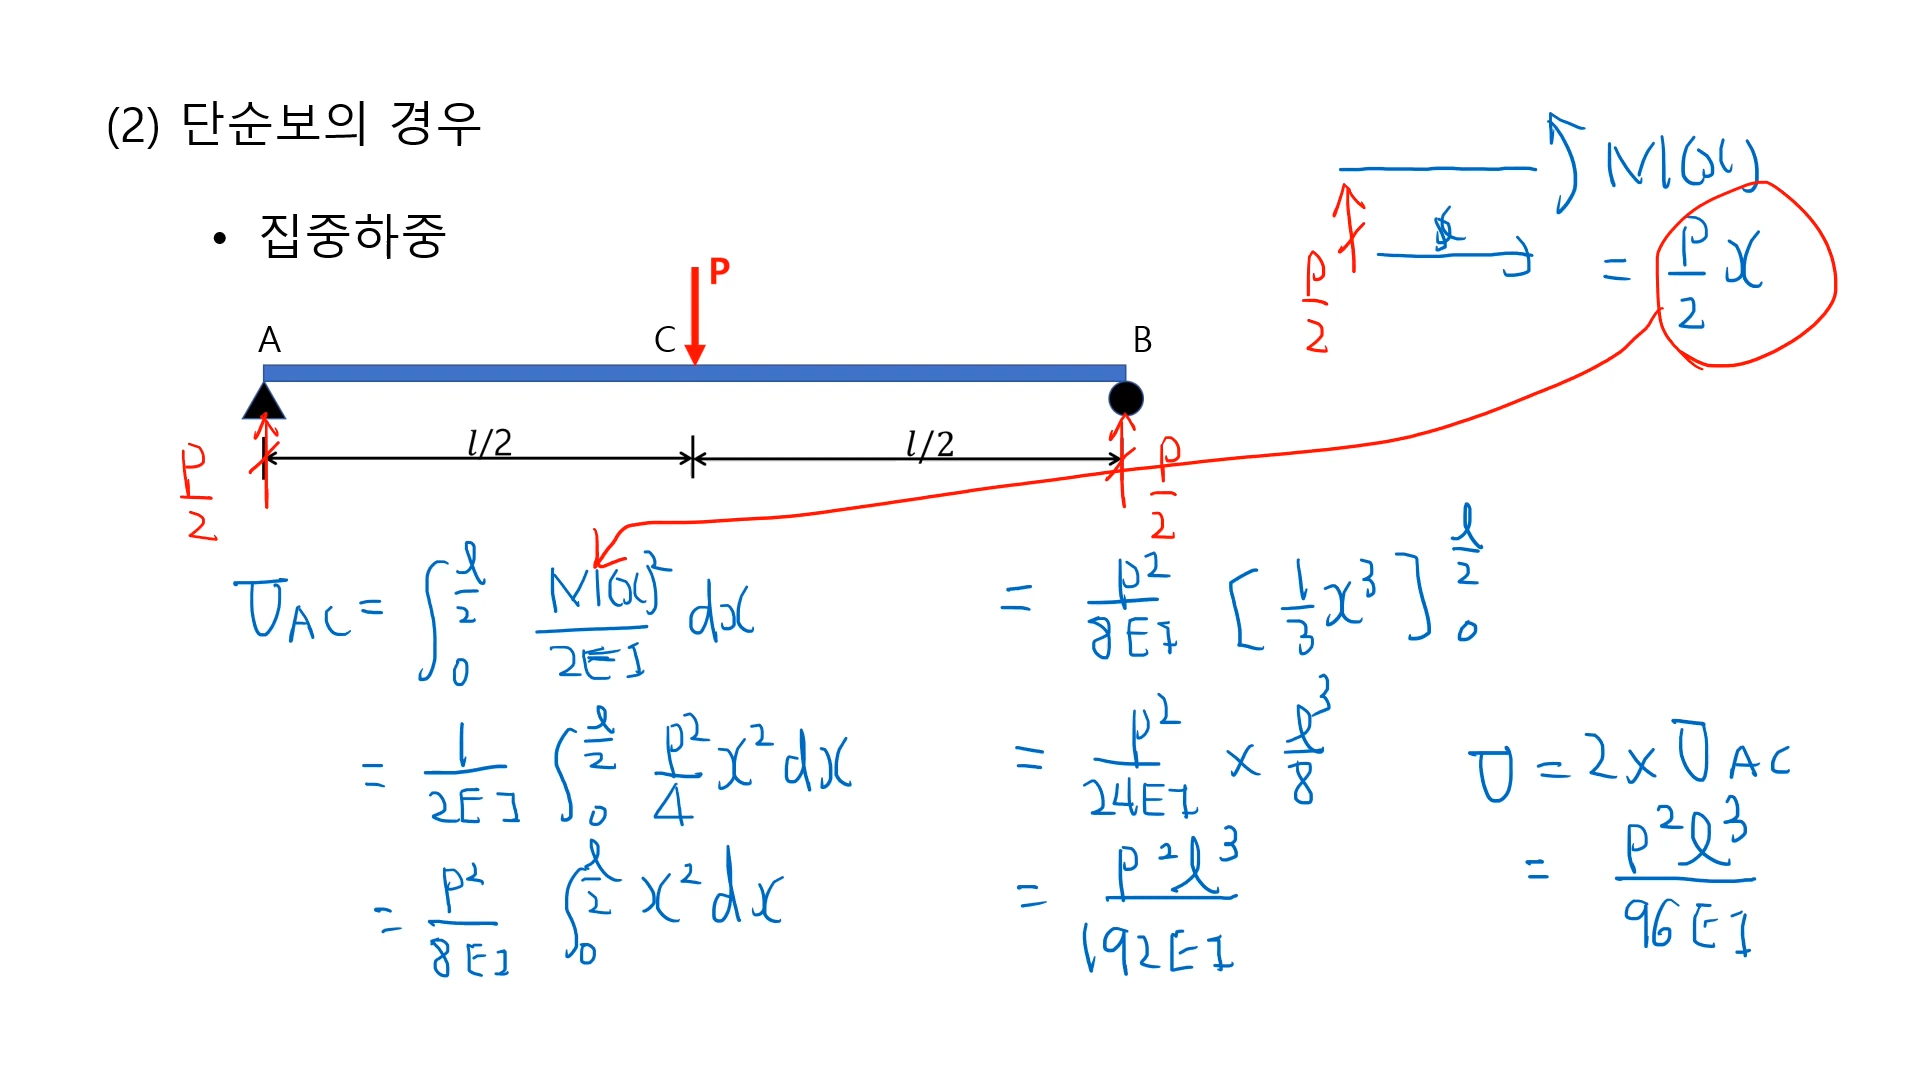 (2) 단순보의 경우
• 집중하중
P
A
C
B
l/2
l/2
P/2
P/2
P/2
x
M(x)
= P/2 x
U_AC = ∫_0^{l/2} M(x)²/2EI dx
= 1/2EI ∫_0^{l/2} P²/4 x² dx
= P²/8EI ∫_0^{l/2} x² dx
= P²/8EI [1/3 x³]_0^{l/2}
= P²/24EI × l³/8
= P²l³/192EI
U = 2 × U_AC
= P²l³/96EI